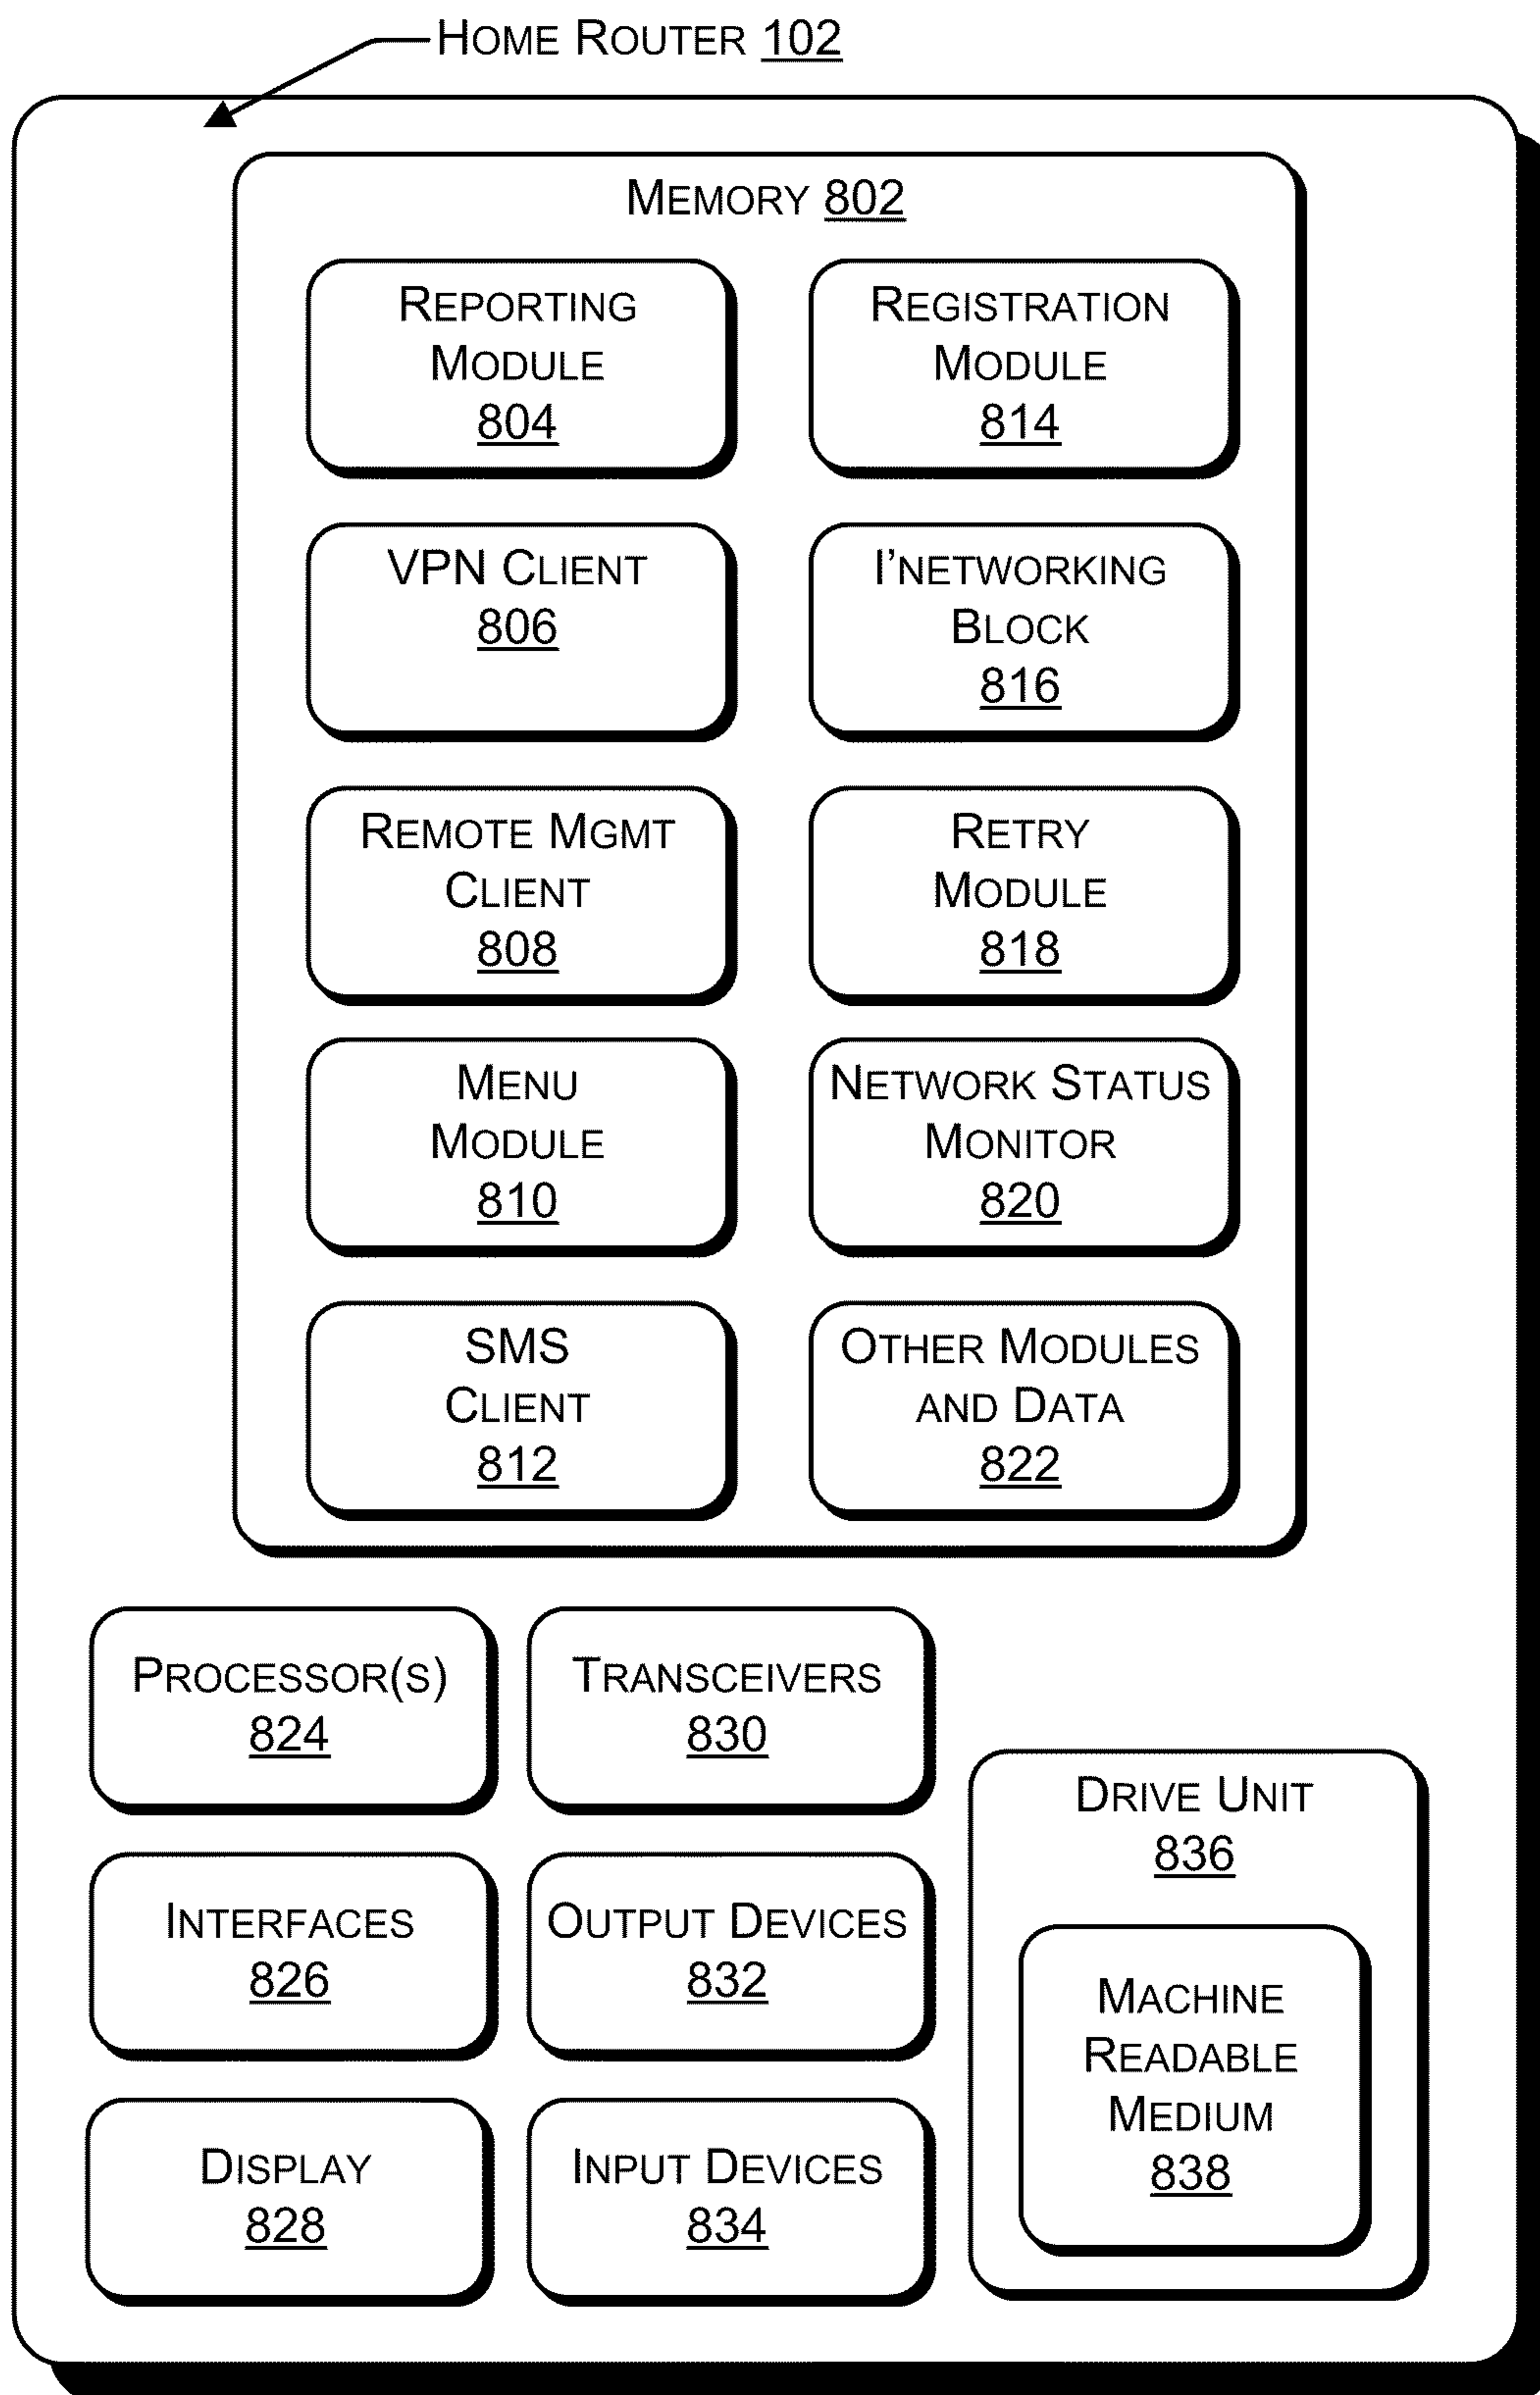 HOME ROUTER 102
MEMORY 802
REPORTING
MODULE
804
REGISTRATION
MODULE
814
VPN CLIENT
806
I'NETWORKING
BLOCK
816
REMOTE MGMT
CLIENT
808
RETRY
MODULE
818
MENU
MODULE
810
NETWORK STATUS
MONITOR
820
SMS
CLIENT
812
OTHER MODULES
AND DATA
822
PROCESSOR(S)
824
TRANSCEIVERS
830
INTERFACES
826
OUTPUT DEVICES
832
DISPLAY
828
INPUT DEVICES
834
DRIVE UNIT
836
MACHINE
READABLE
MEDIUM
838